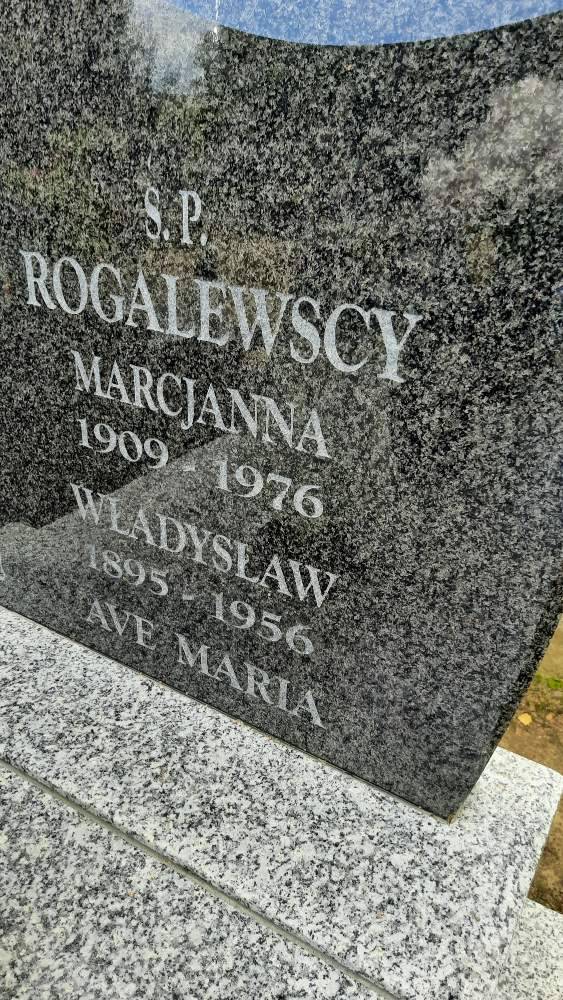 S. P.
ROGALEWSCY
MARCJANNA
1909 - 1976
WŁADYSŁAW
1895 - 1956
AVE MARIA